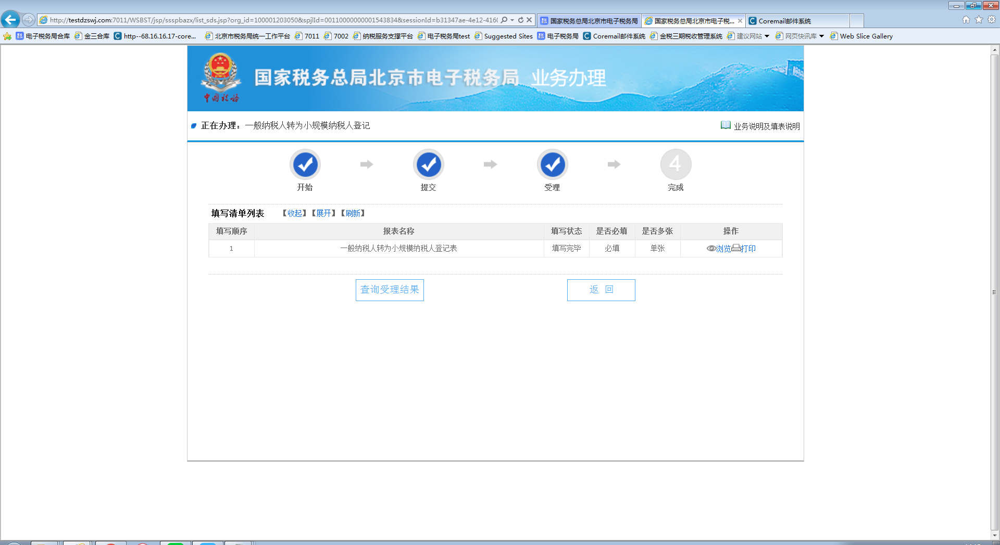 http://testdzswj.com:7011/WSBST/jsp/ssspbazx/list_sds.jsp?org_id=100001203050&spjlId=0011000000001543834&sessionId=b31347ae-4e12-416
国家税务总局北京市电子税务局
国家税务总局北京市电子税...
Coremail邮件系统
电子税务局合库 金三合库 http--68.16.16.17-core... 北京市税务局统一工作平台 7011 7002 纳税服务支撑平台 电子税务局test Suggested Sites 电子税务局 Coremail邮件系统 金税三期税收管理系统 建议网站 网页快讯库 Web Slice Gallery
中国税务
国家税务总局北京市电子税务局 业务办理
正在办理：一般纳税人转为小规模纳税人登记
业务说明及填表说明
4
开始 提交 受理 完成
填写清单列表 【收起】【展开】【刷新】
填写顺序 报表名称 填写状态 是否必填 是否多张 操作
1 一般纳税人转为小规模纳税人登记表 填写完毕 必填 单张 浏览打印
查询受理结果 返 回